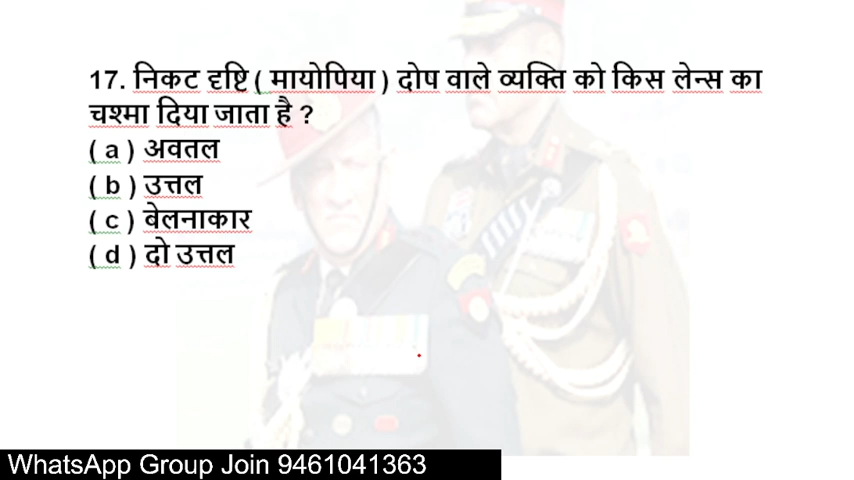 17. निकट दृष्टि ( मायोपिया ) दोप वाले व्यक्ति को किस लेन्स का
चश्मा दिया जाता है ?
( a ) अवतल
( b ) उत्तल
( c ) बेलनाकार
( d ) दो उत्तल
WhatsApp Group Join 9461041363